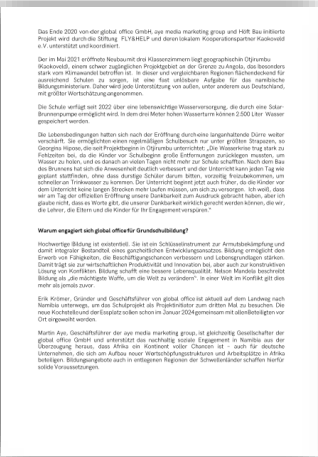 Das Ende 2020 von der global office GmbH, aye media marketing group and Höft Bau initiierte
Projekt wird durch die Stiftung FLY&HELP und deren lokalem Kooperationspartner Kaokoveld
e.V. unterstützt und koordiniert.
Der im Mai 2021 eröffnete Neubau mit drei Klassenzimmern liegt geographisch in Otjirumbu
(Kaokoveld), einem schwer zugänglichen Projektgebiet an der Grenze zu Angola, das besonders
stark vom Klimawandel betroffen ist. In dieser und vergleichbaren Regionen flächendeckend für
ausreichend Schulen zu sorgen, ist eine fast unlösbare Aufgabe für das namibische
Bildungsministerium. Daher wird jede Unterstützung von außen, unter anderem aus Deutschland,
mit größter Wertschätzung angenommen.
Die Schule verfügt seit 2022 über eine lebenswichtige Wasserversorgung, die durch eine Solar-
Brunnenpumpe ermöglicht wird. In dem drei Meter hohen Wasserturm können 2.500 Liter Wasser
gespeichert werden.
Die Lebensbedingungen hatten sich nach der Eröffnung durch eine langanhaltende Dürre weiter
verschärft. Sie ermöglichten einen regelmäßigen Schulbesuch nur unter größten Strapazen, so
Georgina Hipose, die seit Projektbeginn in Otjirumbu unterrichtet: „Die Wasserkrise trug stark zu
Fehlzeiten bei, da die Kinder vor Schulbeginn große Entfernungen zurücklegen mussten, um
Wasser zu holen, und es danach an vielen Tagen nicht mehr zur Schule schafften. Nach dem Bau
des Brunnens hat sich die Anwesenheit deutlich verbessert und der Unterricht kann jeden Tag wie
geplant stattfinden, ohne dass durstige Schüler darum bitten, vorzeitig freizubekommen, um
schneller an Trinkwasser zu kommen. Der Unterricht beginnt jetzt auch früher, da die Kinder vor
dem Unterricht keine langen Strecken mehr laufen müssen, um sich zu versorgen. Ich weiß, dass
wir am Tag der offiziellen Eröffnung unsere Dankbarkeit zum Ausdruck gebracht haben, aber ich
glaube nicht, dass es Worte gibt, die unserer Dankbarkeit wirklich gerecht werden können, die wir,
die Lehrer, die Eltern und die Kinder für Ihr Engagement verspüren.“
Warum engagiert sich global office für Grundschulbildung?
Hochwertige Bildung ist existentiell. Sie ist ein Schlüsselinstrument zur Armutsbekämpfung und
damit integraler Bestandteil eines ganzheitlichen Entwicklungsansatzes. Bildung ermöglicht den
Erwerb von Fähigkeiten, die Beschäftigungschancen verbessern und Lebensgrundlagen stärken.
Damit trägt sie zur wirtschaftlichen Produktivität und Innovation bei, aber auch zur konstruktiven
Lösung von Konflikten. Bildung schafft eine bessere Lebensqualität. Nelson Mandela beschreibt
Bildung als „die mächtigste Waffe, um die Welt zu verändern“. In einer Welt im Konflikt gilt dies
mehr als jemals zuvor.
Erik Krömer, Gründer und Geschäftsführer von global office ist aktuell auf dem Landweg nach
Namibia unterwegs, um das Schulprojekt als Projektinitiator zum dritten Mal zu besuchen. Die
neue Kochstelle und der Essplatz sollen schon im Januar 2024 gemeinsam mit allen Beteiligten vor
Ort eingeweiht werden.
Martin Aye, Geschäftsführer der aye media marketing group, ist gleichzeitig Gesellschafter der
global office GmbH und unterstützt das nachhaltig soziale Engagement in Namibia aus der
Überzeugung heraus, dass Afrika ein Kontinent voller Chancen ist – auch für deutsche
Unternehmen, die sich am Aufbau neuer Wertschöpfungsstrukturen und Arbeitsplätze in Afrika
beteiligen. Bildungsangebote auch in entlegenen Regionen der Schwellenländer schaffen hierfür
solide Voraussetzungen.